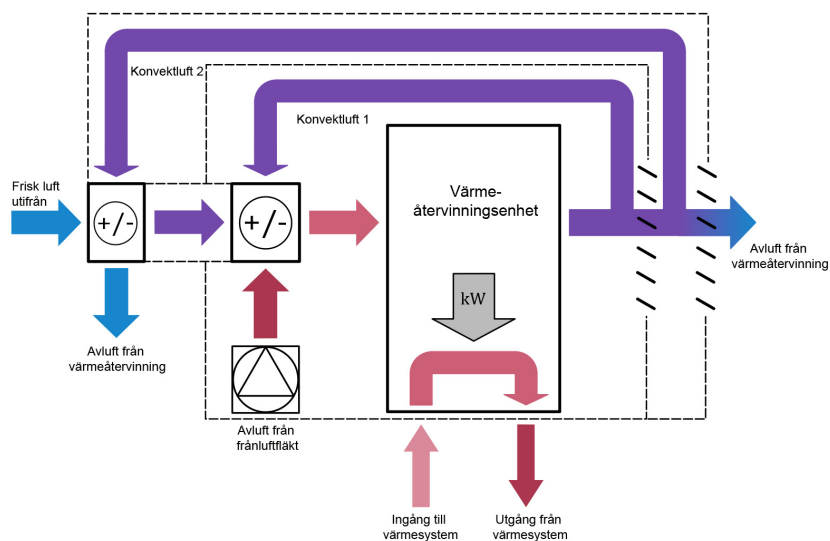 Konvektluft 2
Konvektluft 1
Frisk luft
utifrån
+/-
+/-
Värme-
återvinningsenhet
kW
Avluft från
värmeåtervinning
Avluft från
värmeåtervinning
Avluft från
frånluftfläkt
Ingång till
värmesystem
Utgång från
värmesystem